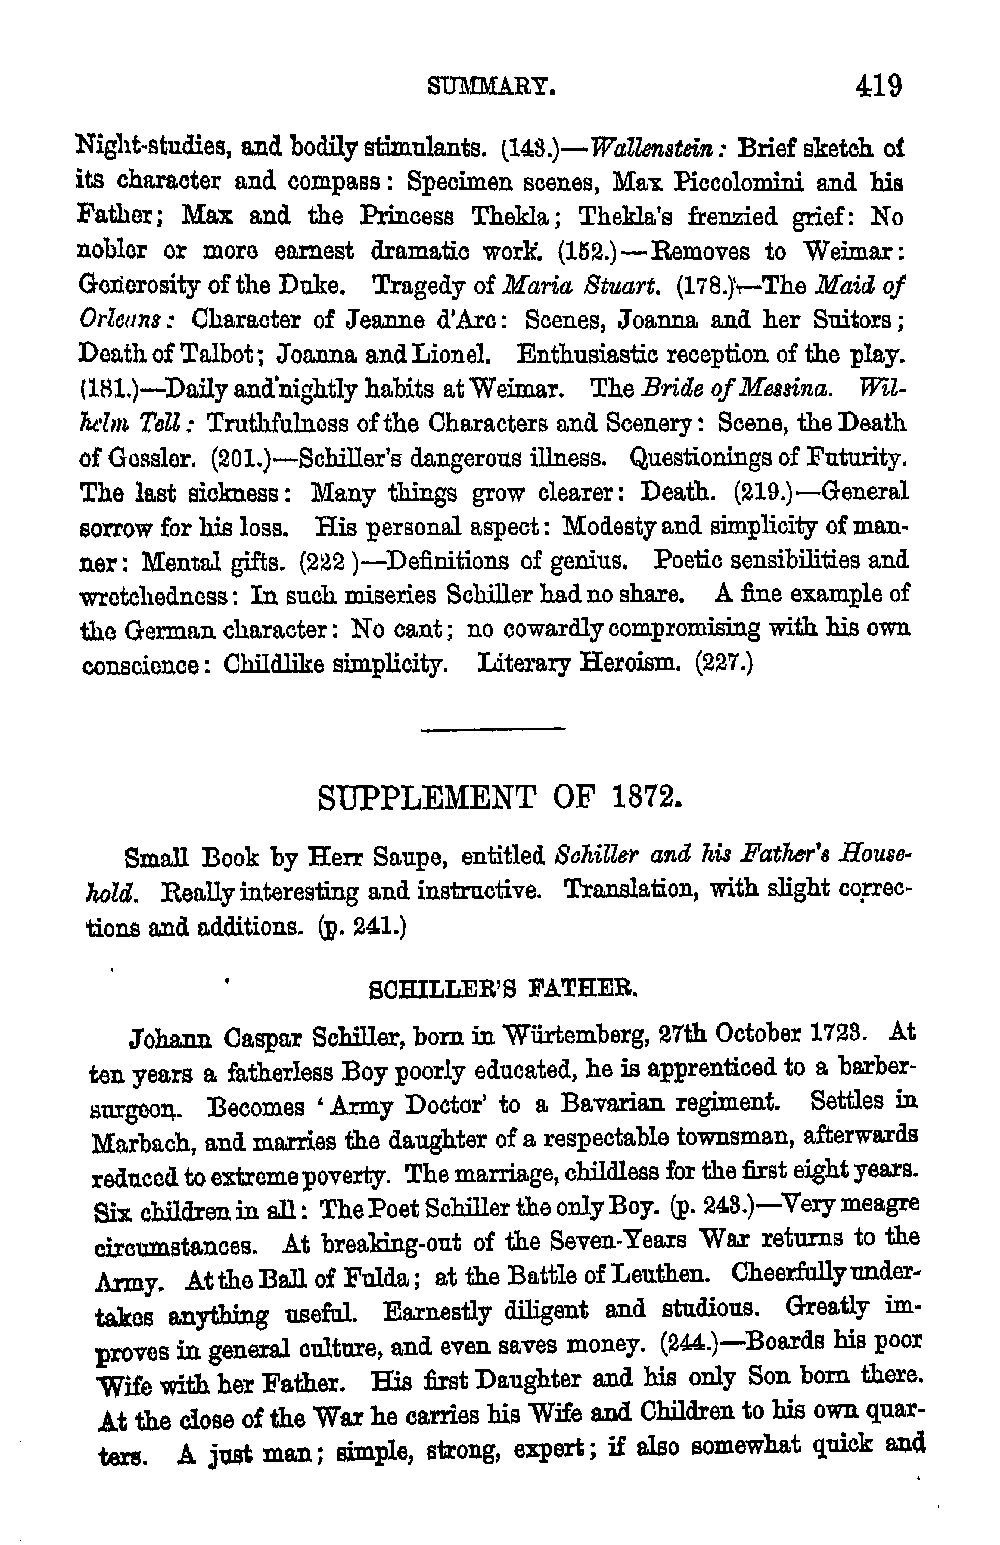 SUMMARY. 419
Night-studies, and bodily stimulants. (143.)—Wallenstein: Brief sketch of
its character and compass: Specimen scenes, Max Piccolomini and his
Father; Max and the Princess Thekla; Thekla's frenzied grief: No
nobler or more earnest dramatic work. (152.)—Removes to Weimar:
Generosity of the Duke. Tragedy of Maria Stuart. (178.)—The Maid of
Orleans: Character of Jeanne d'Arc: Scenes, Joanna and her Suitors;
Death of Talbot; Joanna and Lionel. Enthusiastic reception of the play.
(181.)—Daily and nightly habits at Weimar. The Bride of Messina. Wil-
helm Tell: Truthfulness of the Characters and Scenery: Scene, the Death
of Gessler. (201.)—Schiller's dangerous illness. Questionings of Futurity.
The last sickness: Many things grow clearer: Death. (219.)—General
sorrow for his loss. His personal aspect: Modesty and simplicity of man-
ner: Mental gifts. (222 )—Definitions of genius. Poetic sensibilities and
wretchedness: In such miseries Schiller had no share. A fine example of
the German character: No cant; no cowardly compromising with his own
conscience: Childlike simplicity. Literary Heroism. (227.)
SUPPLEMENT OF 1872.
Small Book by Herr Saupe, entitled Schiller and his Father's House-
hold. Really interesting and instructive. Translation, with slight correc-
tions and additions. (p. 241.)
SCHILLER'S FATHER.
Johann Caspar Schiller, born in Würtemberg, 27th October 1723. At
ten years a fatherless Boy poorly educated, he is apprenticed to a barber-
surgeon. Becomes 'Army Doctor' to a Bavarian regiment. Settles in
Marbach, and marries the daughter of a respectable townsman, afterwards
reduced to extreme poverty. The marriage, childless for the first eight years.
Six children in all: The Poet Schiller the only Boy. (p. 243.)—Very meagre
circumstances. At breaking-out of the Seven-Years War returns to the
Army. At the Ball of Fulda; at the Battle of Leuthen. Cheerfully under-
takes anything useful. Earnestly diligent and studious. Greatly im-
proves in general culture, and even saves money. (244.)—Boards his poor
Wife with her Father. His first Daughter and his only Son born there.
At the close of the War he carries his Wife and Children to his own quar-
ters. A just man; simple, strong, expert; if also somewhat quick and